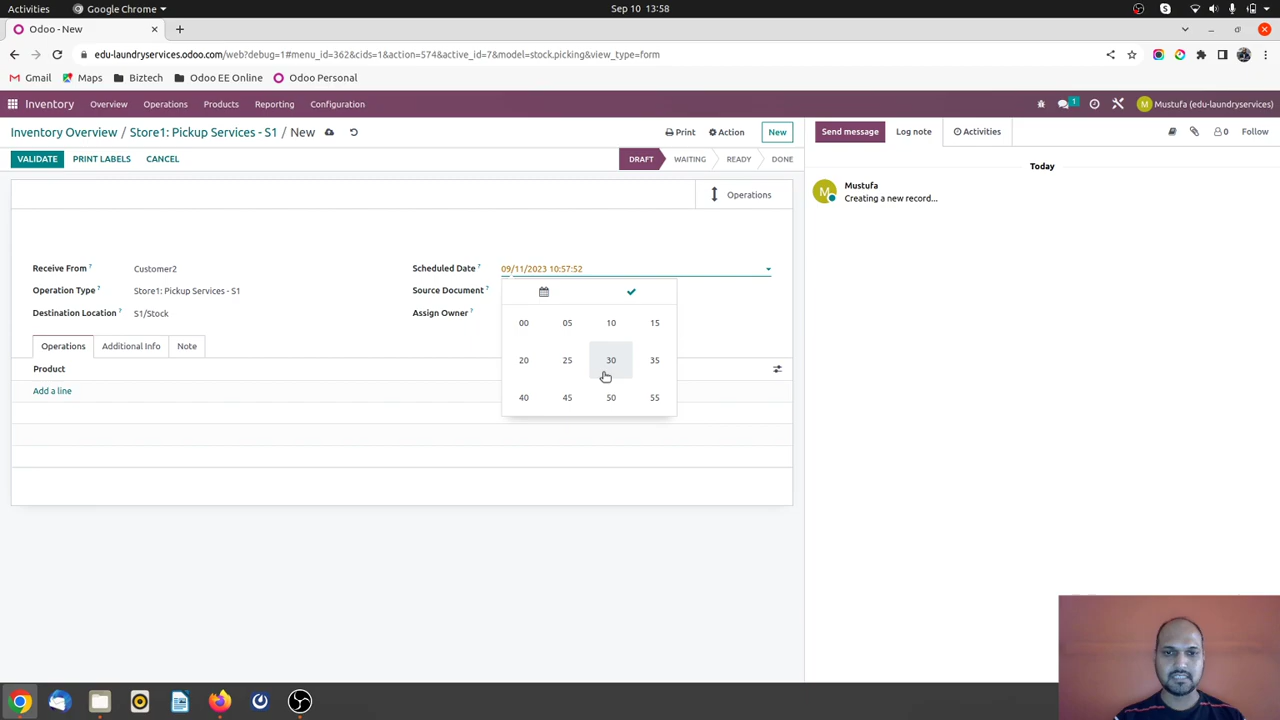 Activities
Google Chrome
Sep 10 13:58
Odoo - New
edu-laundryservices.odoo.com/web?debug=1#menu_id=362&cids=1&action=574&active_id=7&model=stock.picking&view_type=form
Gmail
Maps
Biztech
Odoo EE Online
Odoo Personal
Inventory
Overview
Operations
Products
Reporting
Configuration
1
M
Mustufa (edu-laundryservices)
Inventory Overview / Store1: Pickup Services - S1 / New
Print
Action
New
Send message
Log note
Activities
0
Follow
VALIDATE
PRINT LABELS
CANCEL
DRAFT
WAITING
READY
DONE
Today
Operations
M
Mustufa
Creating a new record...
Receive From ?
Customer2
Scheduled Date ?
09/11/2023 10:57:52
Operation Type ?
Store1: Pickup Services - S1
Source Document ?
Destination Location ?
S1/Stock
Assign Owner ?
00 05 10 15
20 25 30 35
40 45 50 55
Operations
Additional Info
Note
Product
Add a line